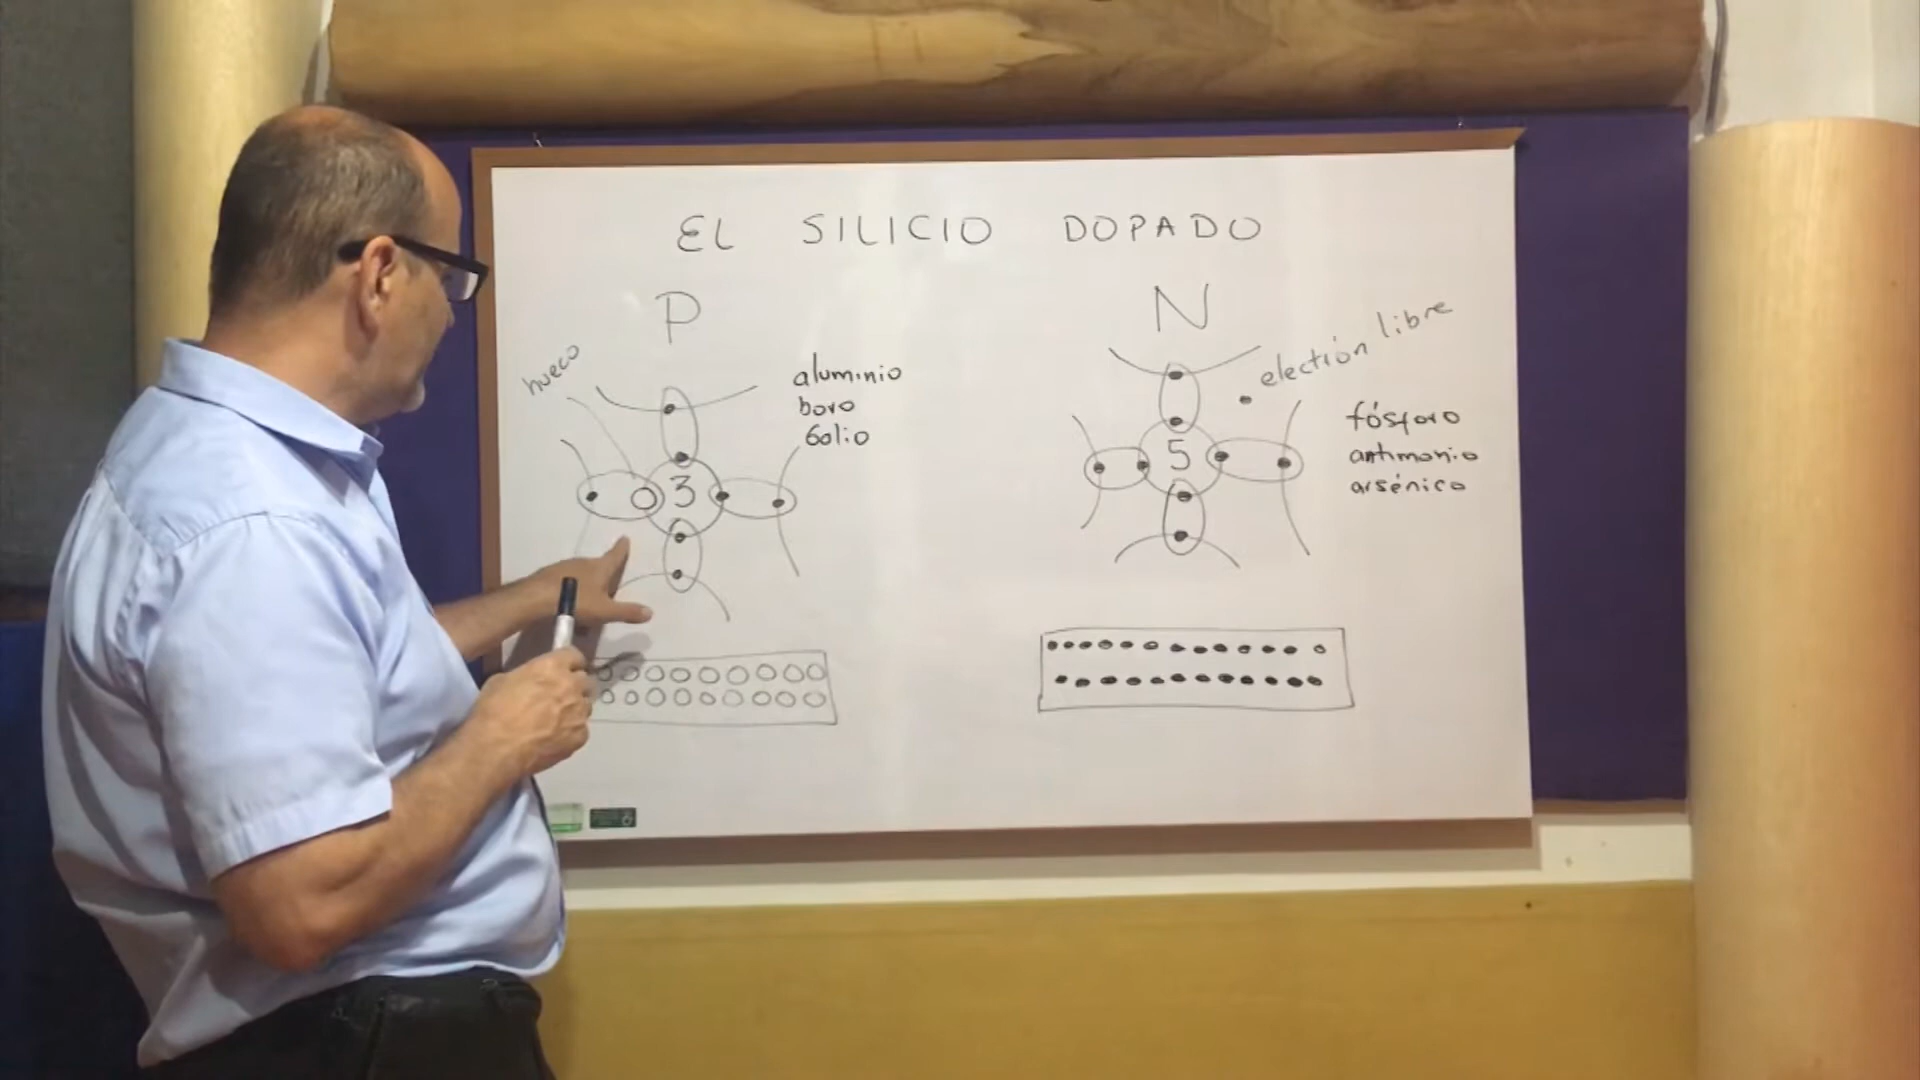 EL SILICIO DOPADO
P
hueco
aluminio
boro
Galio
3
N
electrón libre
5
fósforo
antimonio
arsénico